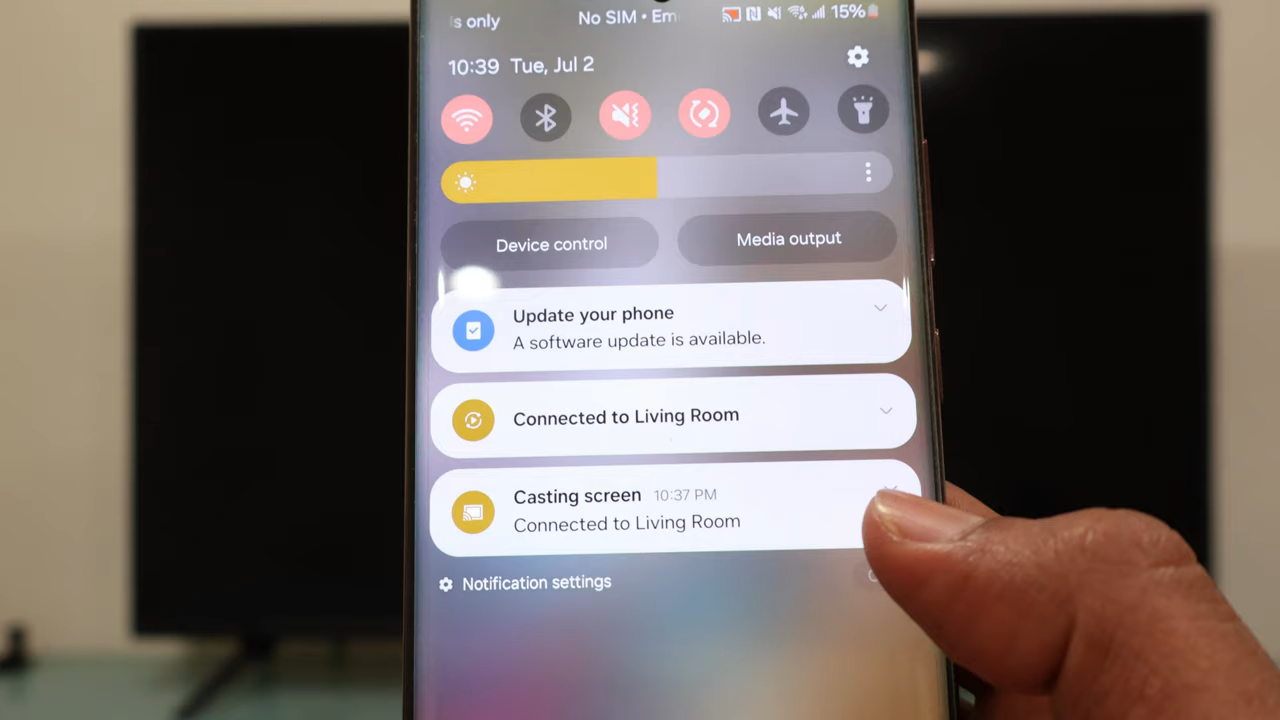 s only
No SIM • Em
15%
10:39 Tue, Jul 2
Device control
Media output
Update your phone
A software update is available.
Connected to Living Room
Casting screen 10:37 PM
Connected to Living Room
Notification settings